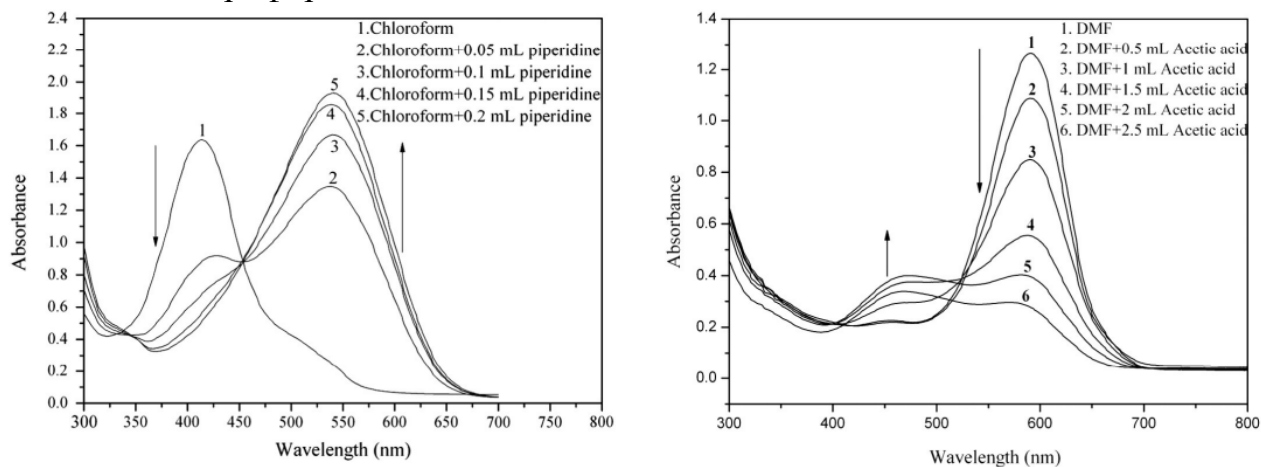 1.Chloroform
2.Chloroform+0.05 mL piperidine
3.Chloroform+0.1 mL piperidine
4.Chloroform+0.15 mL piperidine
5.Chloroform+0.2 mL piperidine
2.4
2.2
2.0
1.8
1.6
1.4
1.2
1.0
0.8
0.6
0.4
0.2
0.0
1
5
4
3
2
300 350 400 450 500 550 600 650 700 750 800
Absorbance
Wavelength (nm)
1. DMF
2. DMF+0.5 mL Acetic acid
3. DMF+1 mL Acetic acid
4. DMF+1.5 mL Acetic acid
5. DMF+2 mL Acetic acid
6. DMF+2.5 mL Acetic acid
1.4
1.2
1.0
0.8
0.6
0.4
0.2
0.0
1
2
3
4
5
6
300 400 500 600 700 800
Absorbance
Wavelength (nm)